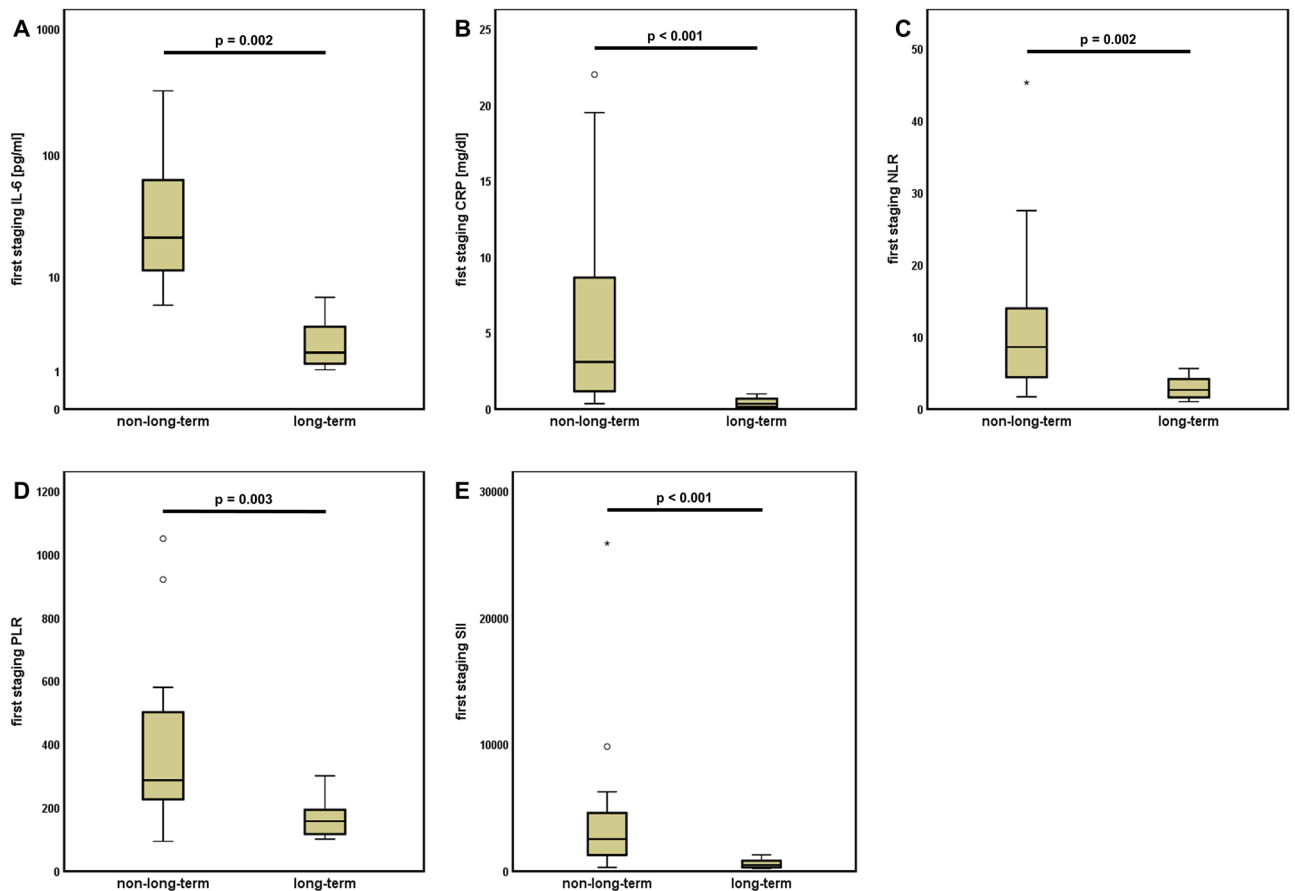 A
first staging IL-6 [pg/ml]
1000
100
10
1
0
p = 0.002
non-long-term long-term
B
fist staging CRP [mg/dl]
25
20
15
10
5
0
p < 0.001
non-long-term long-term
C
first staging NLR
50
40
30
20
10
0
p = 0.002
*
non-long-term long-term
D
first staging PLR
1200
1000
800
600
400
200
0
p = 0.003
non-long-term long-term
E
first staging SII
30000
20000
10000
0
p < 0.001
*
non-long-term long-term